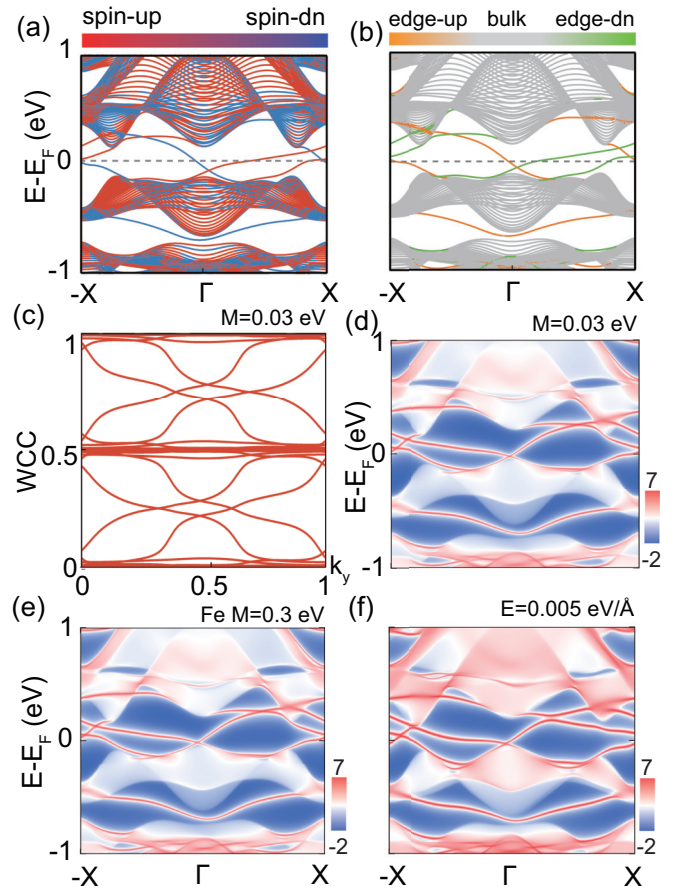 (a) spin-up spin-dn
(b) edge-up bulk edge-dn
1
0
-1
E-E_F (eV)
-X Γ X
-X Γ X
(c) M=0.03 eV
(d) M=0.03 eV
1
0.5
0
WCC
0 0.5 1
k_y
1
0
-1
E-E_F (eV)
7
-2
(e) Fe M=0.3 eV
(f) E=0.005 eV/Å
1
0
-1
E-E_F (eV)
7
-2
7
-2
-X Γ X
-X Γ X